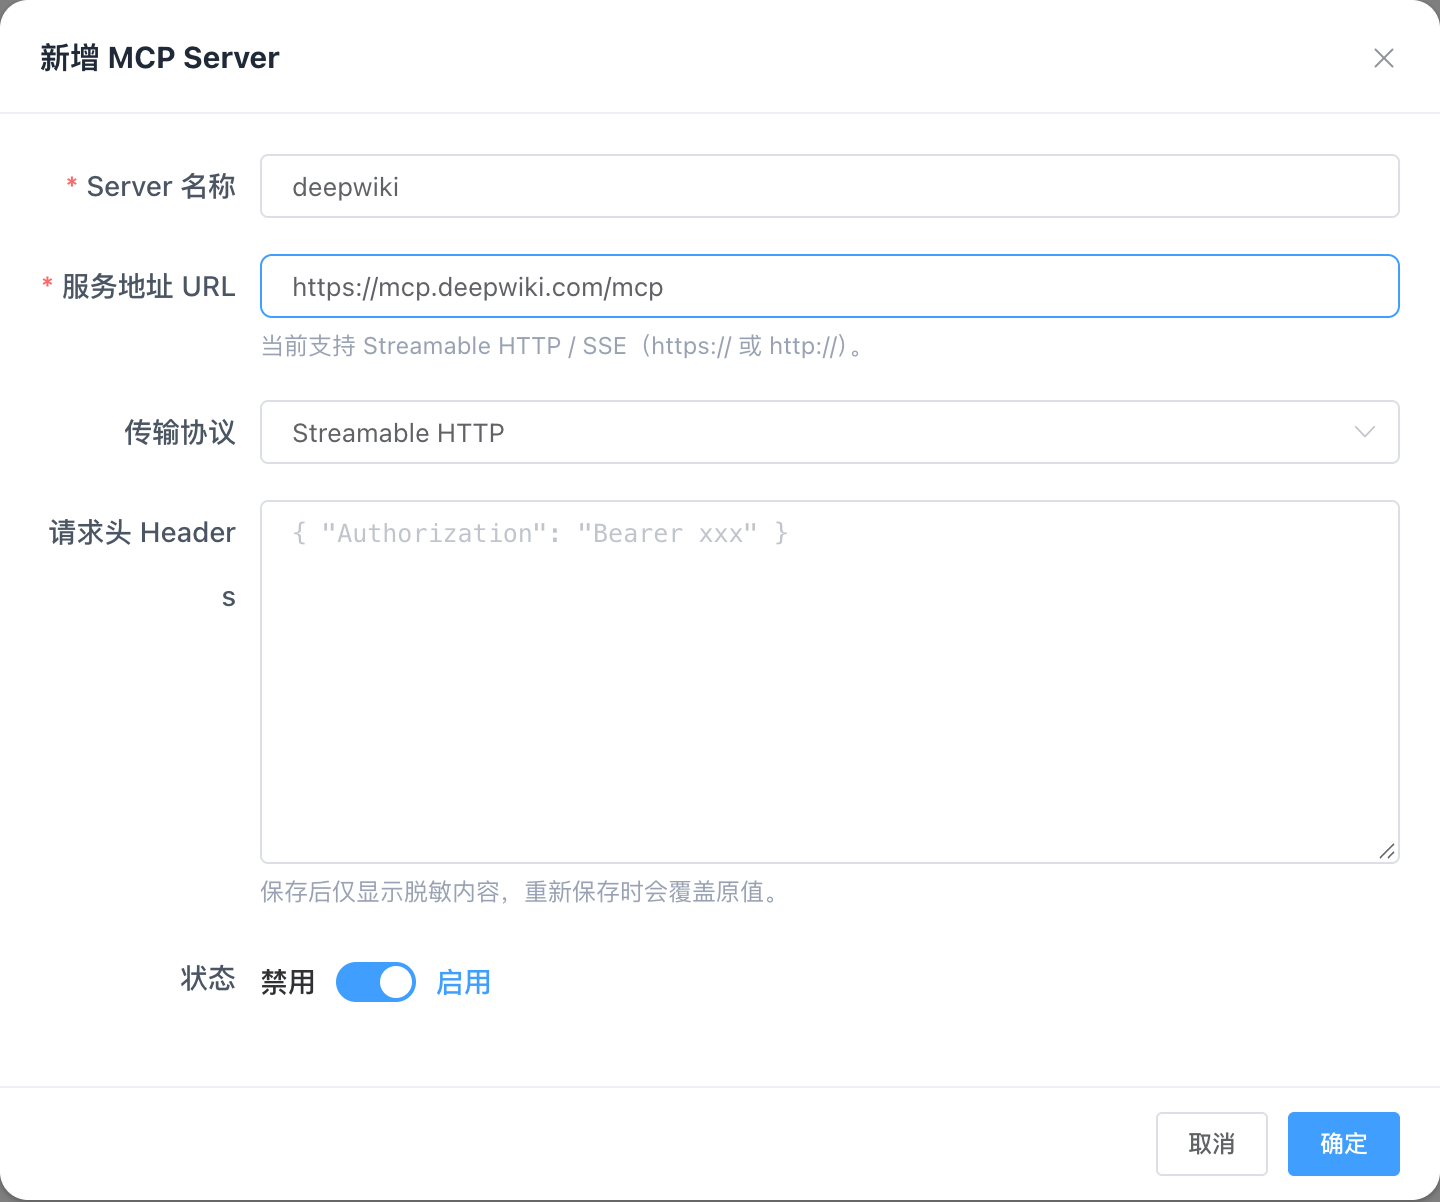 新增 MCP Server
* Server 名称
deepwiki
* 服务地址 URL
https://mcp.deepwiki.com/mcp
当前支持 Streamable HTTP / SSE（https:// 或 http://）。
传输协议
Streamable HTTP
请求头 Header
s
{ "Authorization": "Bearer xxx" }
保存后仅显示脱敏内容，重新保存时会覆盖原值。
状态
禁用 启用
取消 确定